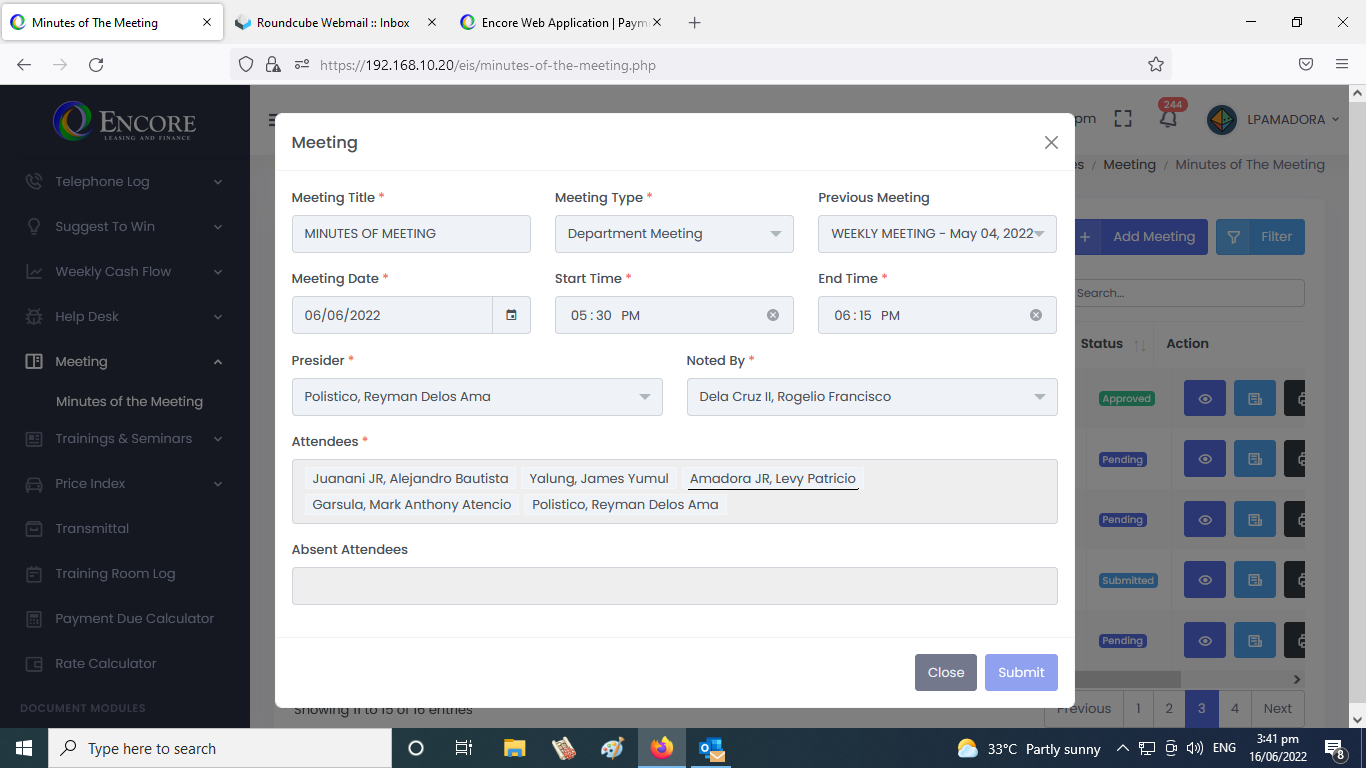 Minutes of The Meeting
Roundcube Webmail :: Inbox
Encore Web Application | Paym
https://192.168.10.20/eis/minutes-of-the-meeting.php
ENCORE
LEASING AND FINANCE
Telephone Log
Suggest To Win
Weekly Cash Flow
Help Desk
Meeting
Minutes of the Meeting
Trainings & Seminars
Price Index
Transmittal
Training Room Log
Payment Due Calculator
Rate Calculator
DOCUMENT MODULES
pm
244
LPAMADORA
es / Meeting / Minutes of The Meeting
+ Add Meeting
Filter
Search...
Status Action
Approved
Pending
Pending
Submitted
Pending
Showing 11 to 15 of 16 entries
Previous 1 2 3 4 Next
Meeting
Meeting Title * Meeting Type * Previous Meeting
MINUTES OF MEETING Department Meeting WEEKLY MEETING - May 04, 2022
Meeting Date * Start Time * End Time *
06/06/2022 05 : 30 PM 06 : 15 PM
Presider * Noted By *
Polistico, Reyman Delos Ama Dela Cruz II, Rogelio Francisco
Attendees *
Juanani JR, Alejandro Bautista Yalung, James Yumul Amadora JR, Levy Patricio
Garsula, Mark Anthony Atencio Polistico, Reyman Delos Ama
Absent Attendees
Close Submit
Type here to search
33°C Partly sunny
ENG
3:41 pm
16/06/2022
8